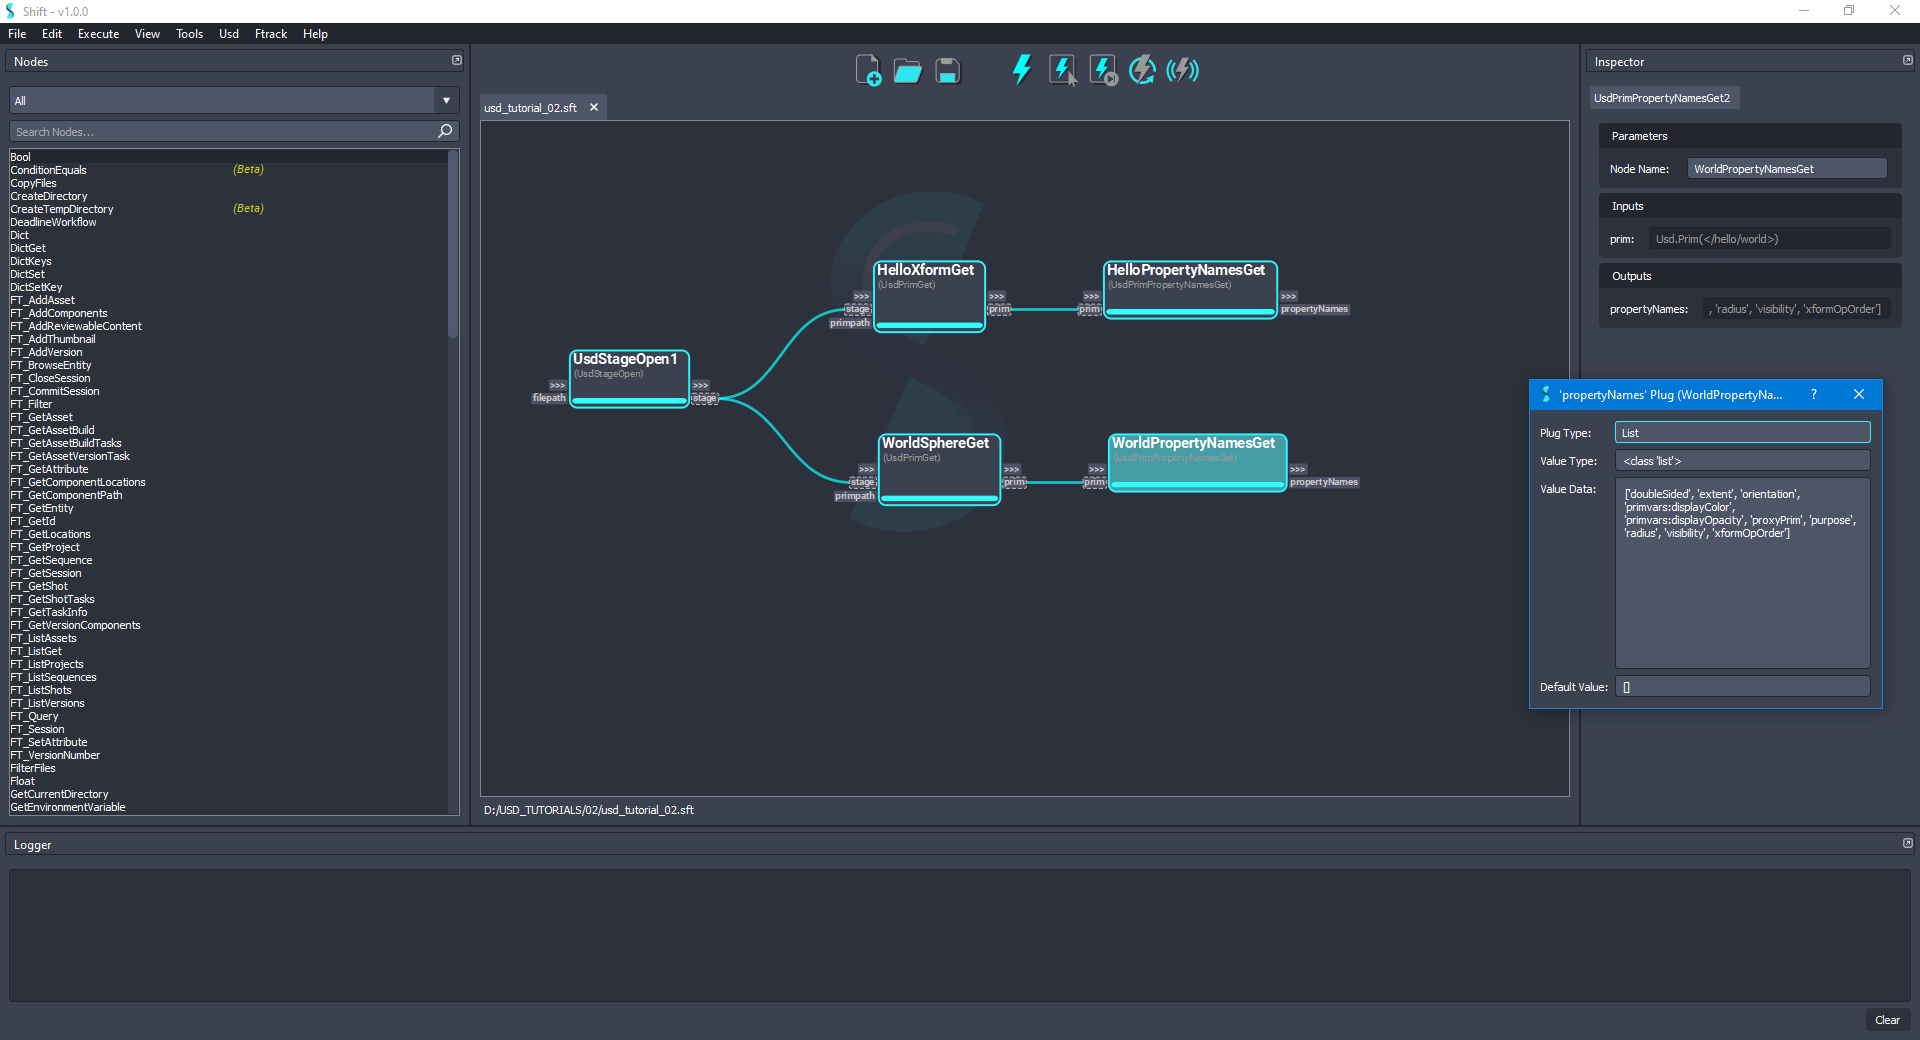 Shift - v1.0.0
File Edit Execute View Tools Usd Ftrack Help
Nodes
All
Search Nodes...
Bool
ConditionEquals (Beta)
CopyFiles
CreateDirectory
CreateTempDirectory (Beta)
DeadlineWorkflow
Dict
DictGet
DictKeys
DictSet
DictSetKey
FT_AddAsset
FT_AddComponents
FT_AddReviewableContent
FT_AddThumbnail
FT_AddVersion
FT_BrowseEntity
FT_CloseSession
FT_CommitSession
FT_Filter
FT_GetAsset
FT_GetAssetBuild
FT_GetAssetBuildTasks
FT_GetAssetVersionTask
FT_GetAttribute
FT_GetComponentLocations
FT_GetComponentPath
FT_GetEntity
FT_GetId
FT_GetLocations
FT_GetProject
FT_GetSequence
FT_GetSession
FT_GetShot
FT_GetShotTasks
FT_GetTaskInfo
FT_GetVersionComponents
FT_ListAssets
FT_ListGet
FT_ListProjects
FT_ListSequences
FT_ListShots
FT_ListVersions
FT_Query
FT_Session
FT_SetAttribute
FT_VersionNumber
FilterFiles
Float
GetCurrentDirectory
GetEnvironmentVariable
usd_tutorial_02.sft
HelloXformGet
(UsdPrimGet)
>>> >>>
stage prim
primpath
HelloPropertyNamesGet
(UsdPrimPropertyNamesGet)
>>> >>>
prim propertyNames
UsdStageOpen1
(UsdStageOpen)
>>> >>>
filepath stage
WorldSphereGet
(UsdPrimGet)
>>> >>>
stage prim
primpath
WorldPropertyNamesGet
(UsdPrimPropertyNamesGet)
>>> >>>
prim propertyNames
D:/USD_TUTORIALS/02/usd_tutorial_02.sft
Inspector
UsdPrimPropertyNamesGet2
Parameters
Node Name: WorldPropertyNamesGet
Inputs
prim: Usd.Prim(</hello/world>)
Outputs
propertyNames: , 'radius', 'visibility', 'xformOpOrder']
'propertyNames' Plug (WorldPropertyNa... ?
Plug Type: List
Value Type: <class 'list'>
Value Data: ['doubleSided', 'extent', 'orientation',
'primvars:displayColor',
'primvars:displayOpacity', 'proxyPrim', 'purpose',
'radius', 'visibility', 'xformOpOrder']
Default Value: []
Logger
Clear